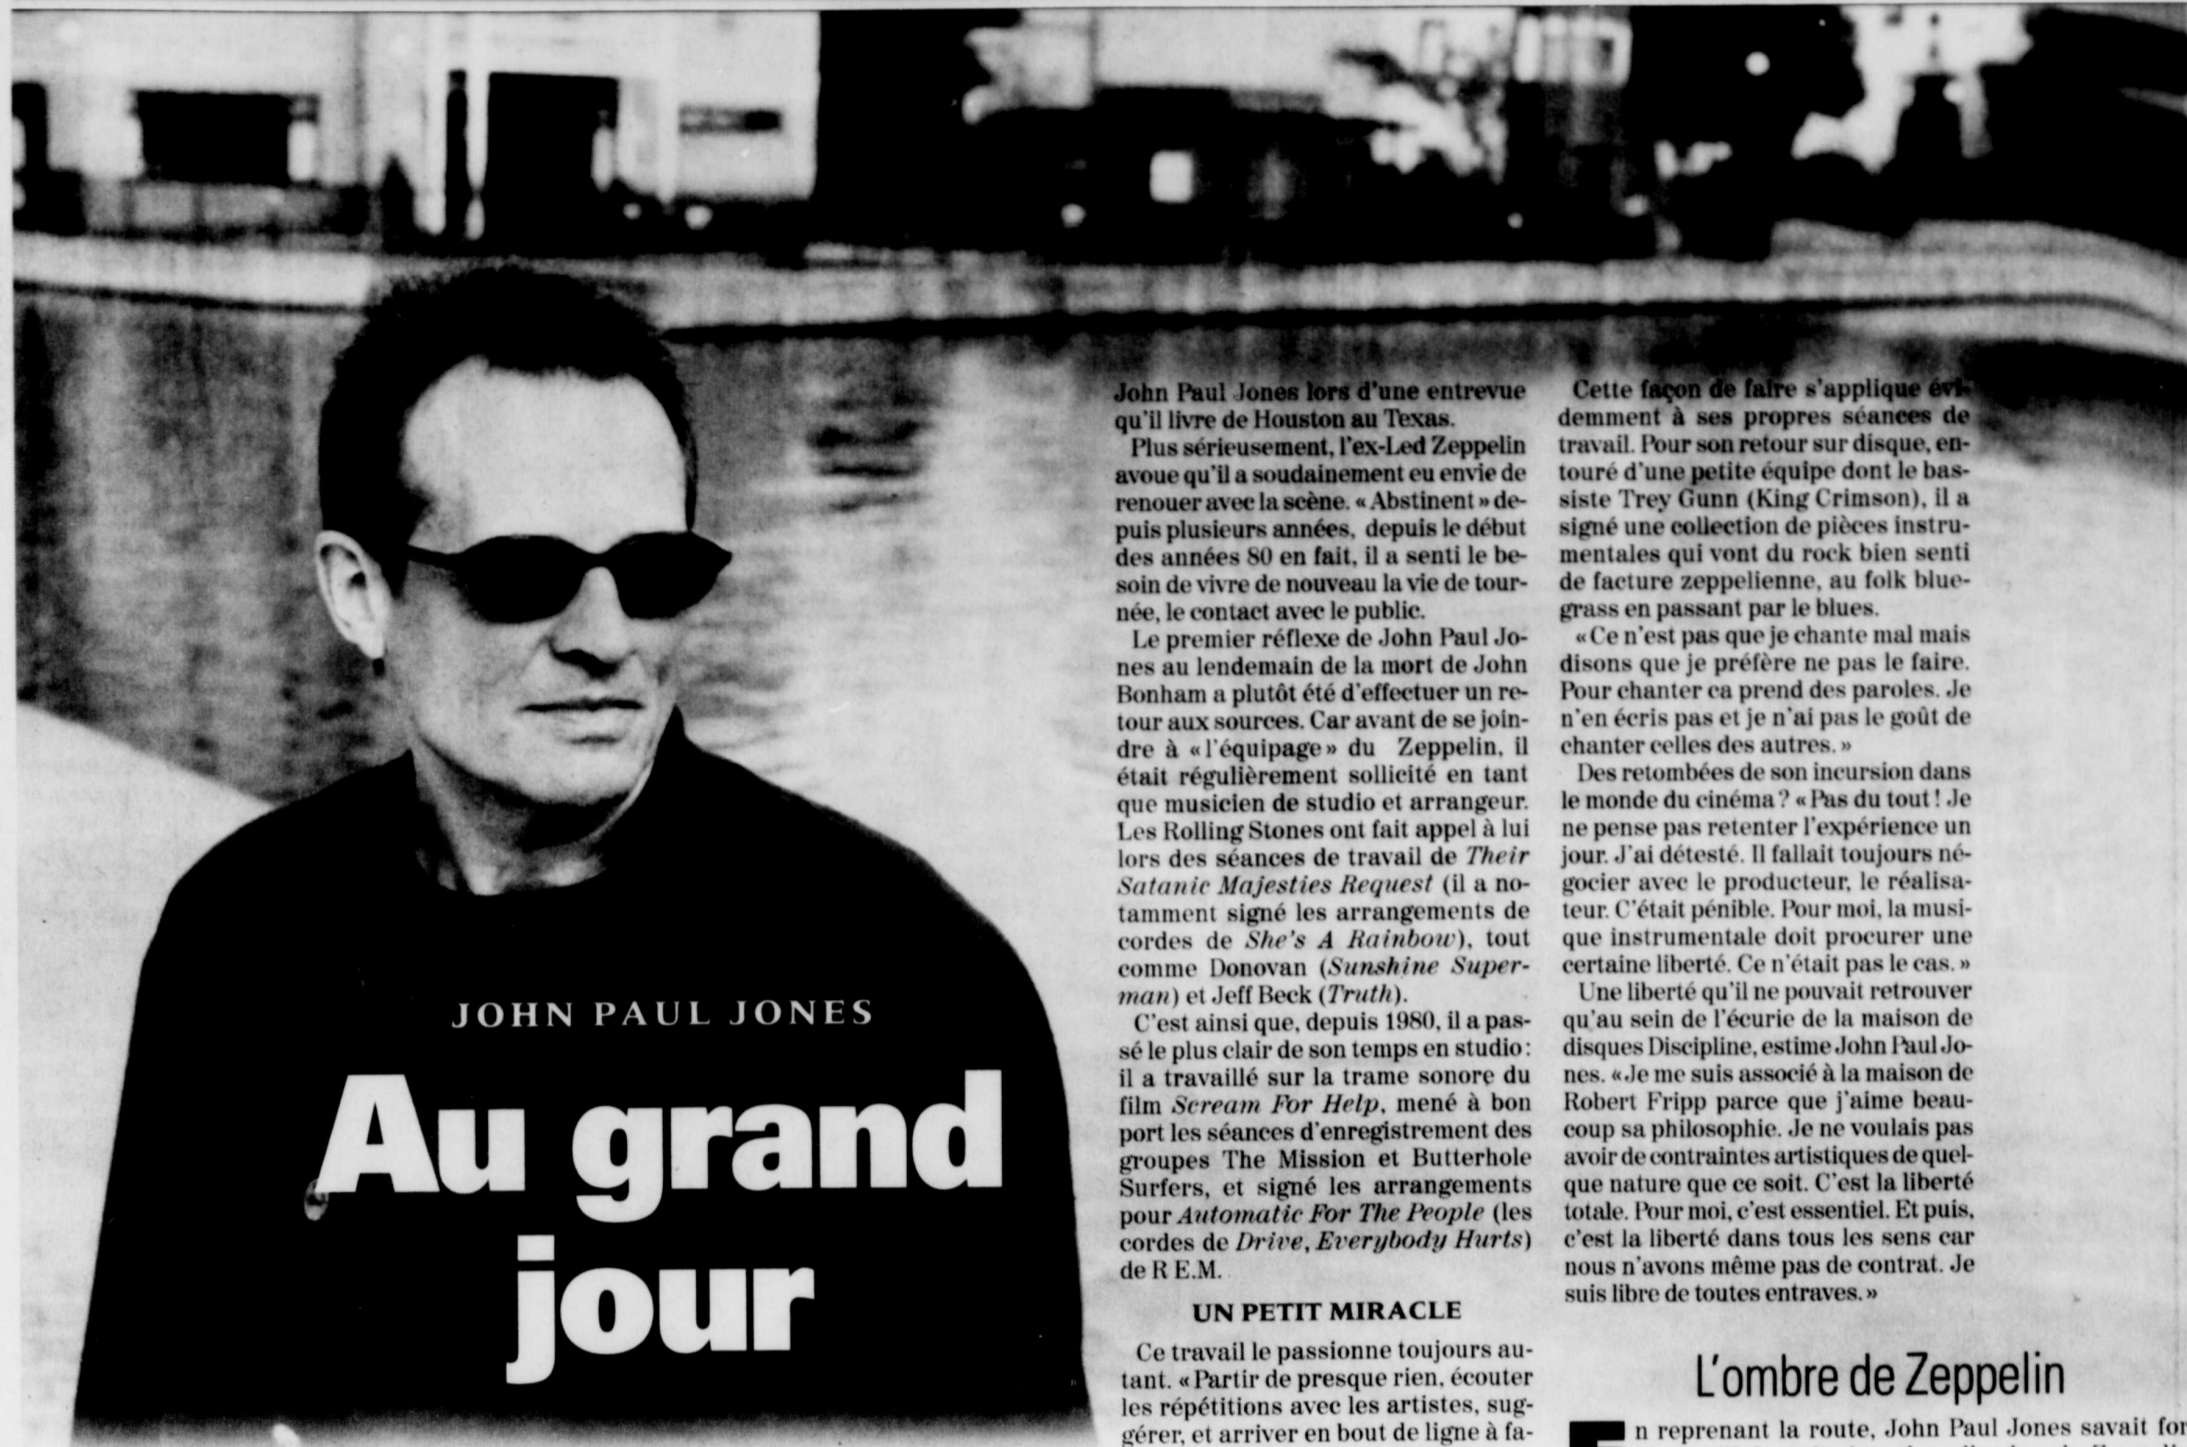 JOHN PAUL JONES
Au grand
jour
John Paul Jones lors d'une entrevue
qu'il livre de Houston au Texas.
Plus sérieusement, l'ex-Led Zeppelin
avoue qu'il a soudainement eu envie de
renouer avec la scène. « Abstinent » de-
puis plusieurs années, depuis le début
des années 80 en fait, il a senti le be-
soin de vivre de nouveau la vie de tour-
née, le contact avec le public.
Le premier réflexe de John Paul Jo-
nes au lendemain de la mort de John
Bonham a plutôt été d'effectuer un re-
tour aux sources. Car avant de se join-
dre à « l'équipage » du Zeppelin, il
était régulièrement sollicité en tant
que musicien de studio et arrangeur.
Les Rolling Stones ont fait appel à lui
lors des séances de travail de Their
Satanic Majesties Request (il a no-
tamment signé les arrangements de
cordes de She's A Rainbow), tout
comme Donovan (Sunshine Super-
man) et Jeff Beck (Truth).
C'est ainsi que, depuis 1980, il a pas-
sé le plus clair de son temps en studio :
il a travaillé sur la trame sonore du
film Scream For Help, mené à bon
port les séances d'enregistrement des
groupes The Mission et Butterhole
Surfers, et signé les arrangements
pour Automatic For The People (les
cordes de Drive, Everybody Hurts)
de R E.M.
UN PETIT MIRACLE
Ce travail le passionne toujours au-
tant. « Partir de presque rien, écouter
les répétitions avec les artistes, sug-
gérer, et arriver en bout de ligne à fa-
Cette façon de faire s'applique évi-
demment à ses propres séances de
travail. Pour son retour sur disque, en-
touré d'une petite équipe dont le bas-
siste Trey Gunn (King Crimson), il a
signé une collection de pièces instru-
mentales qui vont du rock bien senti
de facture zeppelienne, au folk blue-
grass en passant par le blues.
« Ce n'est pas que je chante mal mais
disons que je préfère ne pas le faire.
Pour chanter ca prend des paroles. Je
n'en écris pas et je n'ai pas le goût de
chanter celles des autres. »
Des retombées de son incursion dans
le monde du cinéma ? « Pas du tout ! Je
ne pense pas retenter l'expérience un
jour. J'ai détesté. Il fallait toujours né-
gocier avec le producteur, le réalisa-
teur. C'était pénible. Pour moi, la musi-
que instrumentale doit procurer une
certaine liberté. Ce n'était pas le cas. »
Une liberté qu'il ne pouvait retrouver
qu'au sein de l'écurie de la maison de
disques Discipline, estime John Paul Jo-
nes. « Je me suis associé à la maison de
Robert Fripp parce que j'aime beau-
coup sa philosophie. Je ne voulais pas
avoir de contraintes artistiques de quel-
que nature que ce soit. C'est la liberté
totale. Pour moi, c'est essentiel. Et puis,
c'est la liberté dans tous les sens car
nous n'avons même pas de contrat. Je
suis libre de toutes entraves. »
L'ombre de Zeppelin
En reprenant la route, John Paul Jones savait for